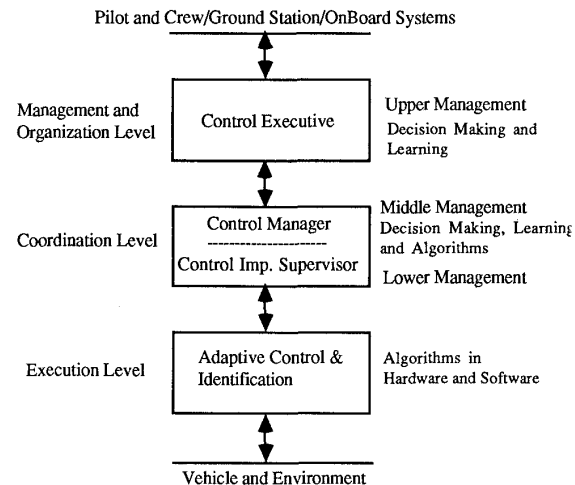 Pilot and Crew/Ground Station/OnBoard Systems
Management and
Organization Level
Control Executive
Upper Management
Decision Making and
Learning
Coordination Level
Control Manager
Control Imp. Supervisor
Middle Management
Decision Making, Learning
and Algorithms
Lower Management
Execution Level
Adaptive Control &
Identification
Algorithms in
Hardware and Software
Vehicle and Environment